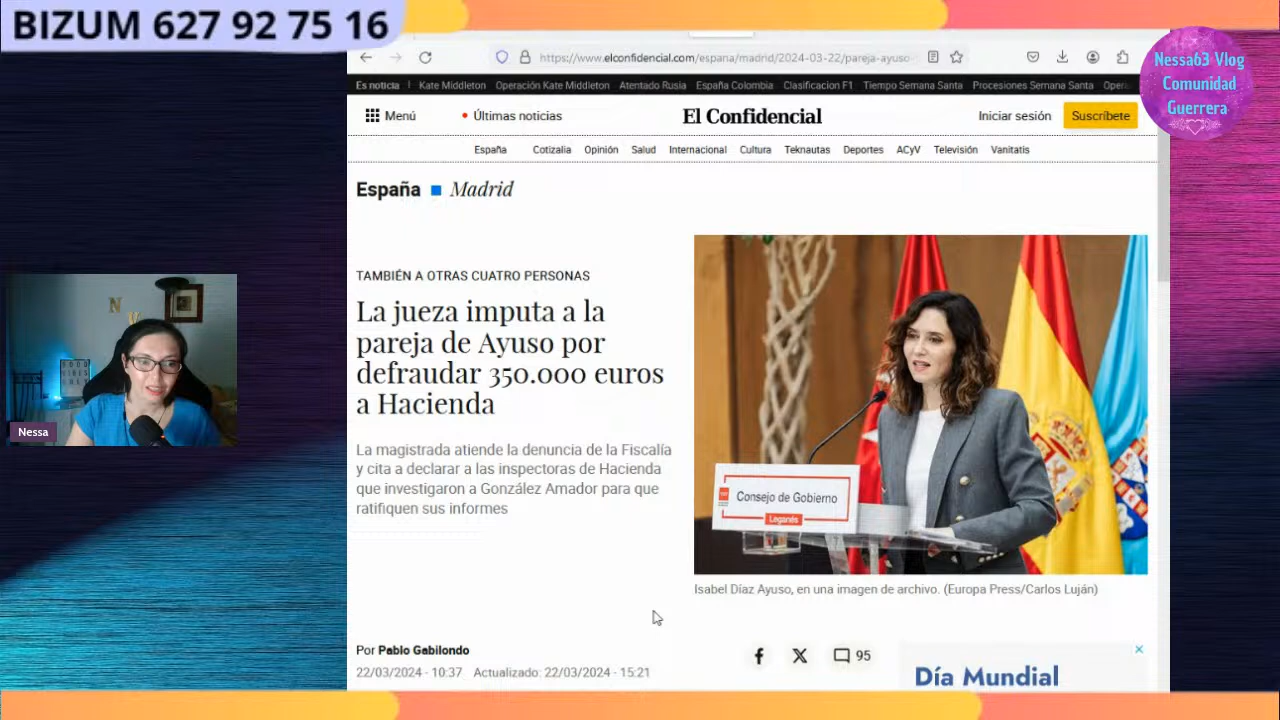 BIZUM 627 92 75 16
Nessa63 Vlog
Comunidad
Guerrera
https://www.elconfidencial.com/espana/madrid/2024-03-22/pareja-ayuso-
Es noticia | Kate Middleton Operación Kate Middleton Atentado Rusia España Colombia Clasificacion F1 Tiempo Semana Santa Procesiones Semana Santa Opera
Menú
Últimas noticias
El Confidencial
Iniciar sesión
Suscríbete
España Cotizalia Opinión Salud Internacional Cultura Teknautas Deportes ACyV Televisión Vanitatis
España Madrid
TAMBIÉN A OTRAS CUATRO PERSONAS
La jueza imputa a la
pareja de Ayuso por
defraudar 350.000 euros
a Hacienda
La magistrada atiende la denuncia de la Fiscalía
y cita a declarar a las inspectoras de Hacienda
que investigaron a González Amador para que
ratifiquen sus informes
Consejo de Gobierno
Leganés
Isabel Díaz Ayuso, en una imagen de archivo. (Europa Press/Carlos Luján)
Nessa
Por Pablo Gabilondo
22/03/2024 - 10:37 Actualizado: 22/03/2024 - 15:21
95
Día Mundial